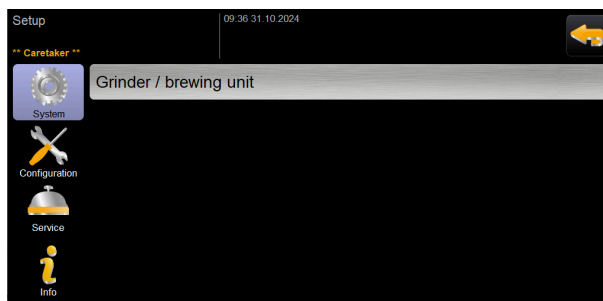 Setup
09:36 31.10.2024
** Caretaker **
Grinder / brewing unit
System
Configuration
Service
Info